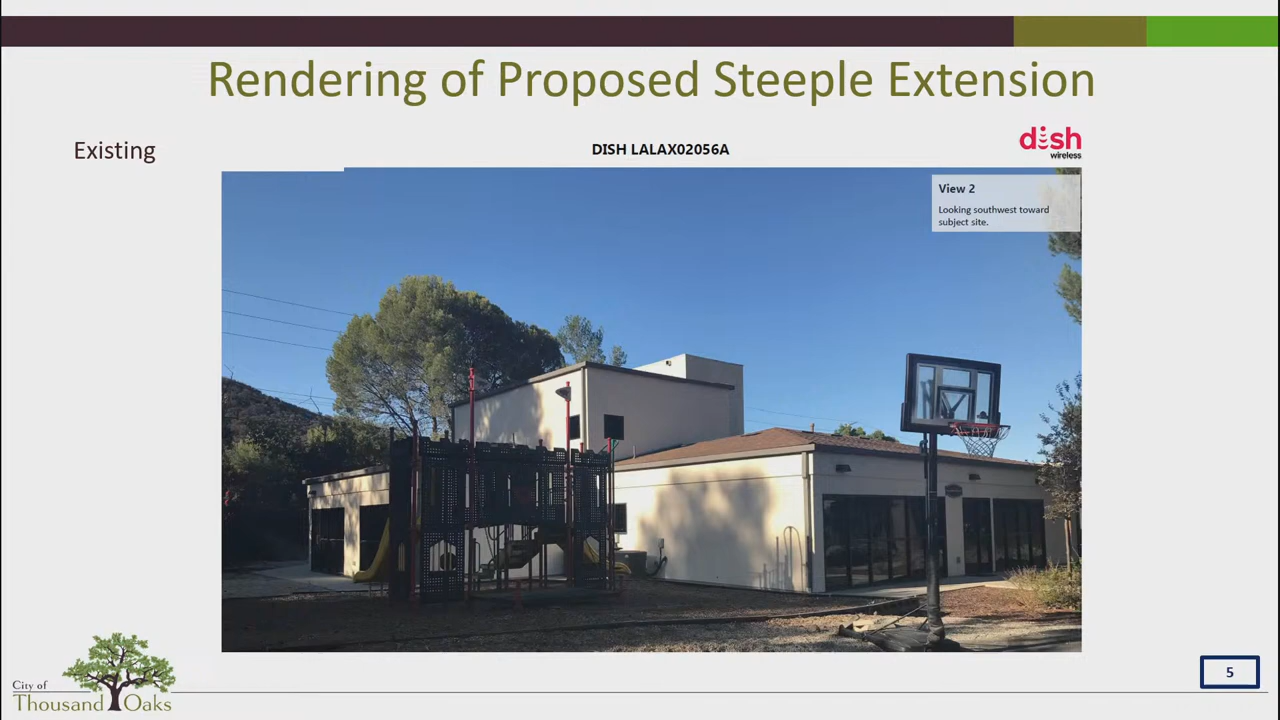 Rendering of Proposed Steeple Extension
Existing
DISH LALAX02056A
dish
wireless
View 2
Looking southwest toward
subject site.
City of
Thousand Oaks
5